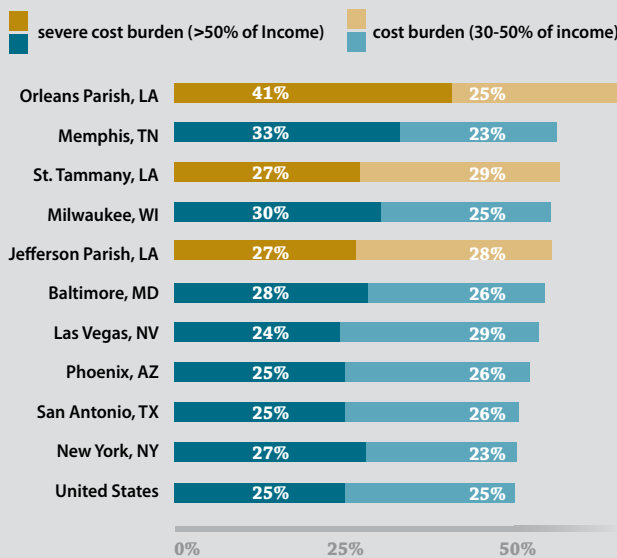 severe cost burden (>50% of Income) cost burden (30-50% of income)
Orleans Parish, LA 41% 25%
Memphis, TN 33% 23%
St. Tammany, LA 27% 29%
Milwaukee, WI 30% 25%
Jefferson Parish, LA 27% 28%
Baltimore, MD 28% 26%
Las Vegas, NV 24% 29%
Phoenix, AZ 25% 26%
San Antonio, TX 25% 26%
New York, NY 27% 23%
United States 25% 25%
0% 25% 50%